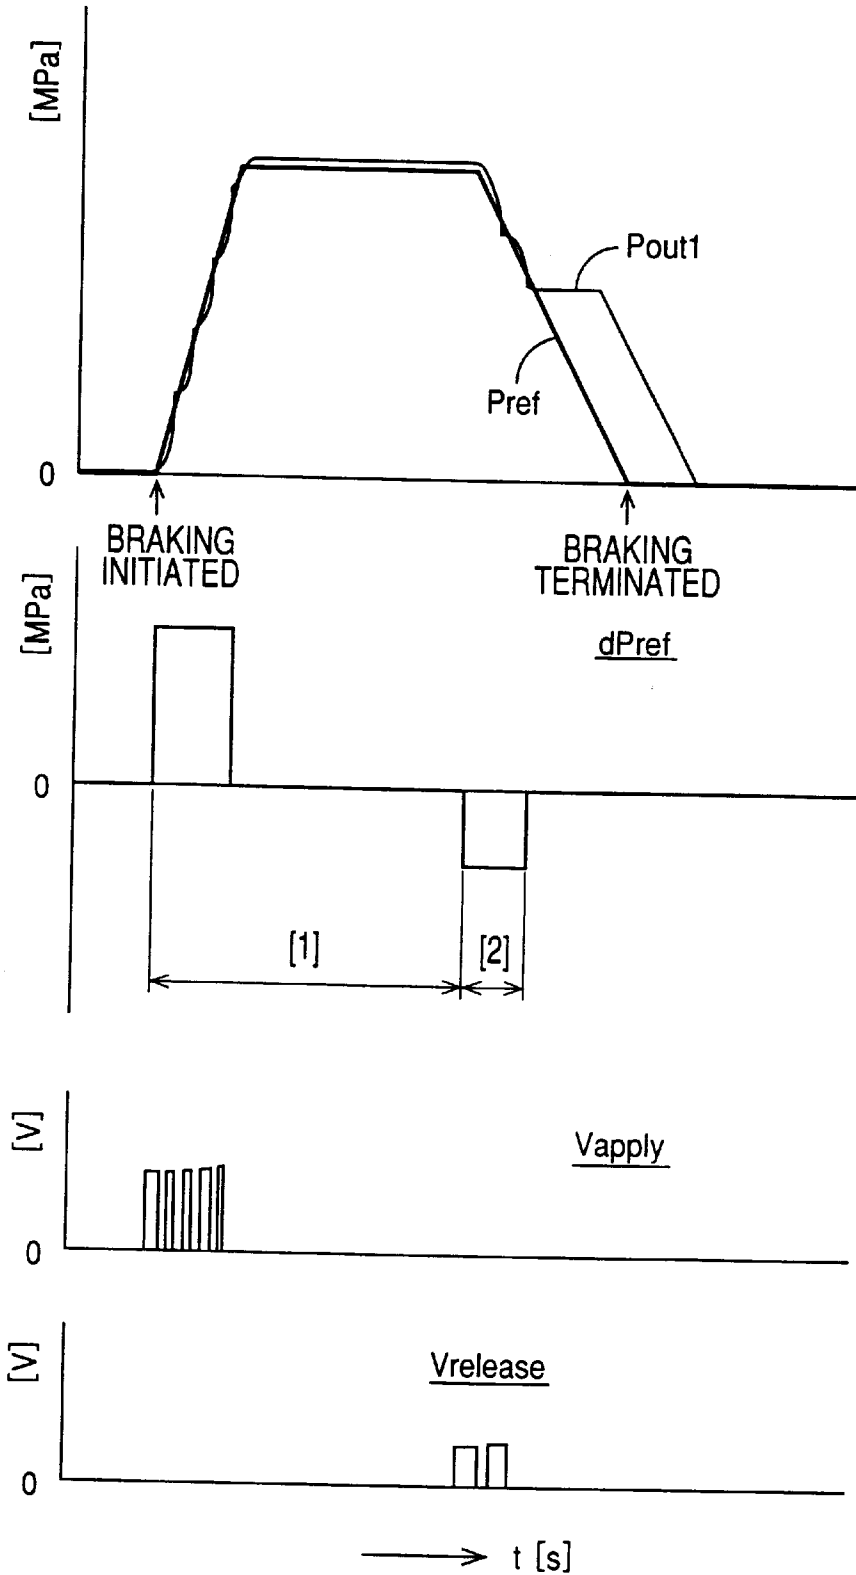 [MPa]
Pout1
Pref
0
BRAKING
INITIATED
BRAKING
TERMINATED
[MPa]
dPref
0
[1]
[2]
[V]
Vapply
0
[V]
Vrelease
0
t [s]